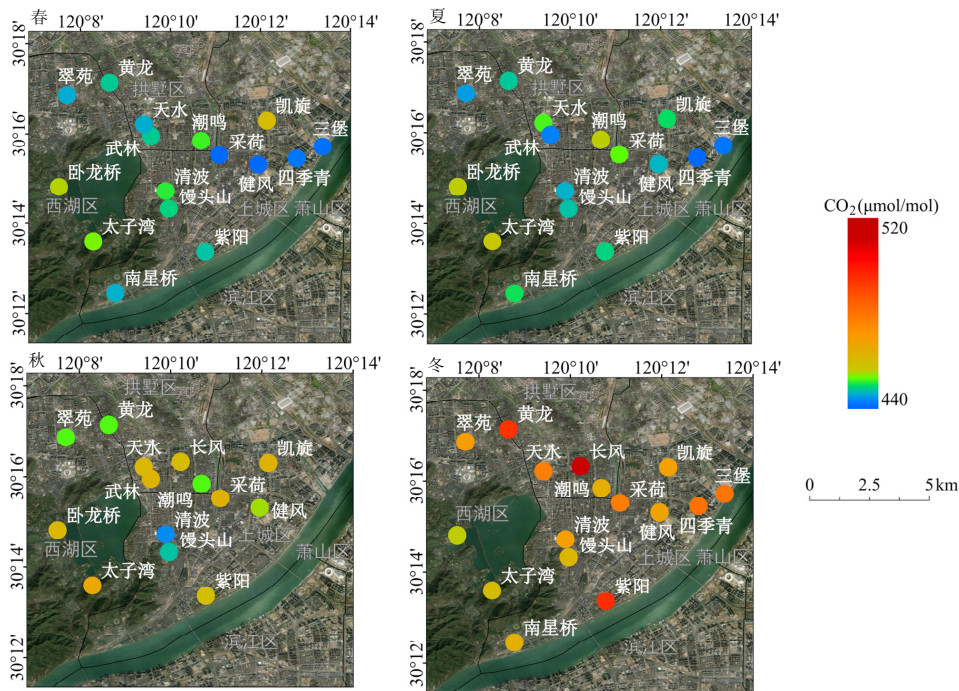 春
120°8' 120°10' 120°12' 120°14'
30°18'
30°16'
30°14'
30°12'
翠苑
黄龙
拱墅区
天水
潮鸣
凯旋
三堡
武林
采荷
卧龙桥
清波
健风
四季青
西湖区
馒头山
上城区
萧山区
太子湾
紫阳
南星桥
滨江区
夏
120°8' 120°10' 120°12' 120°14'
30°18'
30°16'
30°14'
30°12'
翠苑
黄龙
拱墅区
天水
潮鸣
凯旋
三堡
武林
采荷
卧龙桥
清波
健风
四季青
西湖区
馒头山
上城区
萧山区
太子湾
紫阳
南星桥
滨江区
秋
120°8' 120°10' 120°12' 120°14'
30°18'
30°16'
30°14'
30°12'
拱墅区
翠苑
黄龙
天水
长风
凯旋
武林
潮鸣
采荷
卧龙桥
清波
健风
西湖区
馒头山
上城区
萧山区
太子湾
紫阳
滨江区
冬
120°8' 120°10' 120°12' 120°14'
30°18'
30°16'
30°14'
30°12'
拱墅区
翠苑
黄龙
天水
长风
凯旋
三堡
潮鸣
采荷
清波
健风
四季青
西湖区
馒头山
上城区
萧山区
太子湾
紫阳
南星桥
滨江区
CO₂(μmol/mol)
520
440
0 2.5 5km